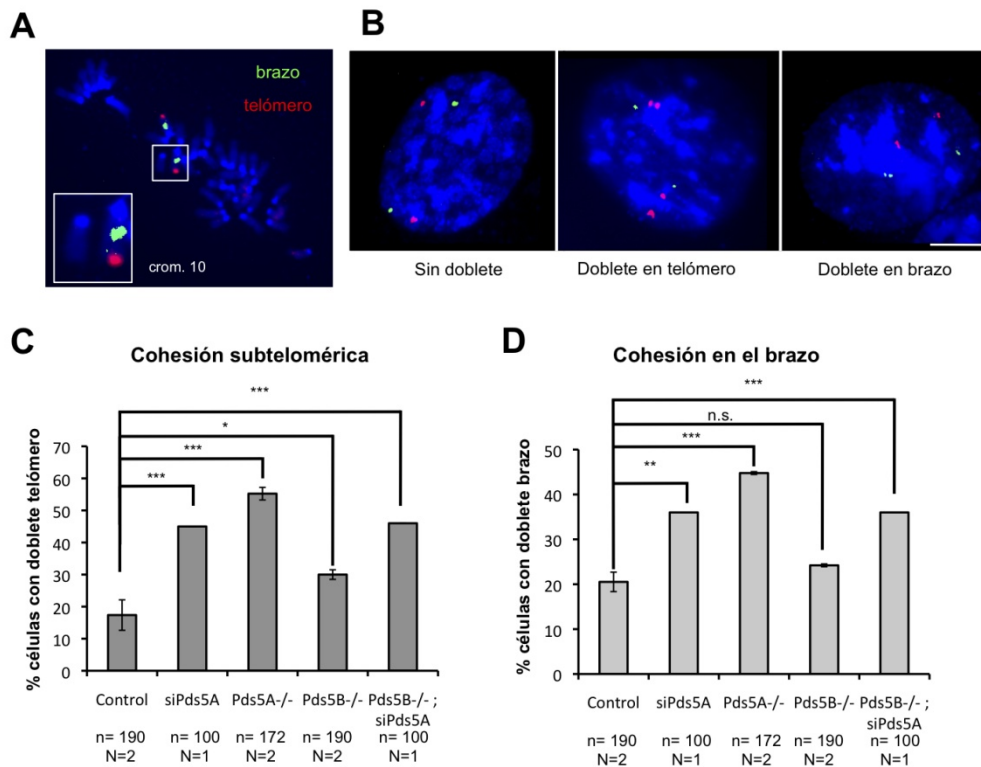 A
brazo
telómero
crom. 10
B
Sin doblete
Doblete en telómero
Doblete en brazo
C
Cohesión subtelomérica
***
*
***
***
% células con doblete telómero
70
60
50
40
30
20
10
0
Control
siPds5A
Pds5A-/-
Pds5B-/-
Pds5B-/- ;
siPds5A
n= 190
N=2
n= 100
N=1
n= 172
N=2
n= 190
N=2
n= 100
N=1
D
Cohesión en el brazo
***
n.s.
***
**
% células con doblete brazo
50
40
30
20
10
0
Control
siPds5A
Pds5A-/-
Pds5B-/-
Pds5B-/- ;
siPds5A
n= 190
N=2
n= 100
N=1
n= 172
N=2
n= 190
N=2
n= 100
N=1